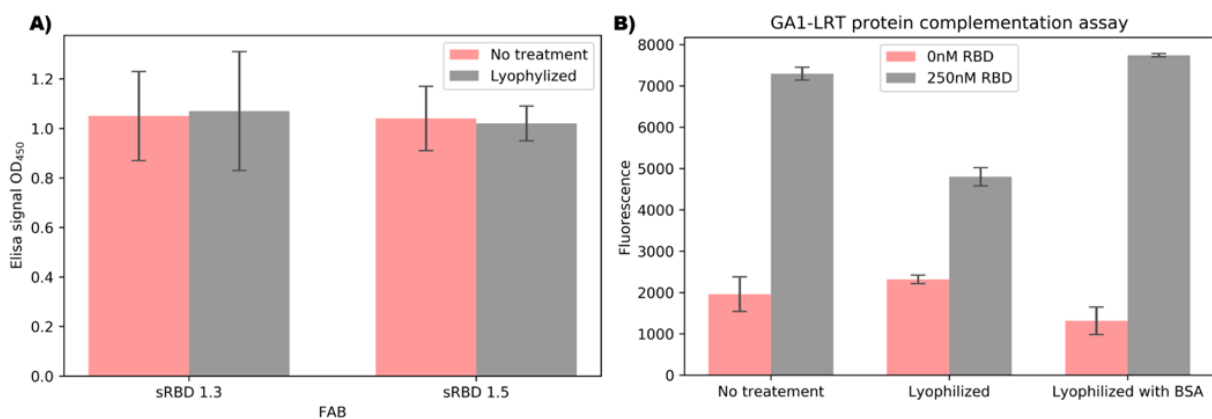 A)
No treatment
Lyophylized
Elisa signal OD450
1.2
1.0
0.8
0.6
0.4
0.2
0.0
sRBD 1.3
sRBD 1.5
FAB
B)
GA1-LRT protein complementation assay
0nM RBD
250nM RBD
Fluorescence
8000
7000
6000
5000
4000
3000
2000
1000
0
No treatement
Lyophilized
Lyophilized with BSA